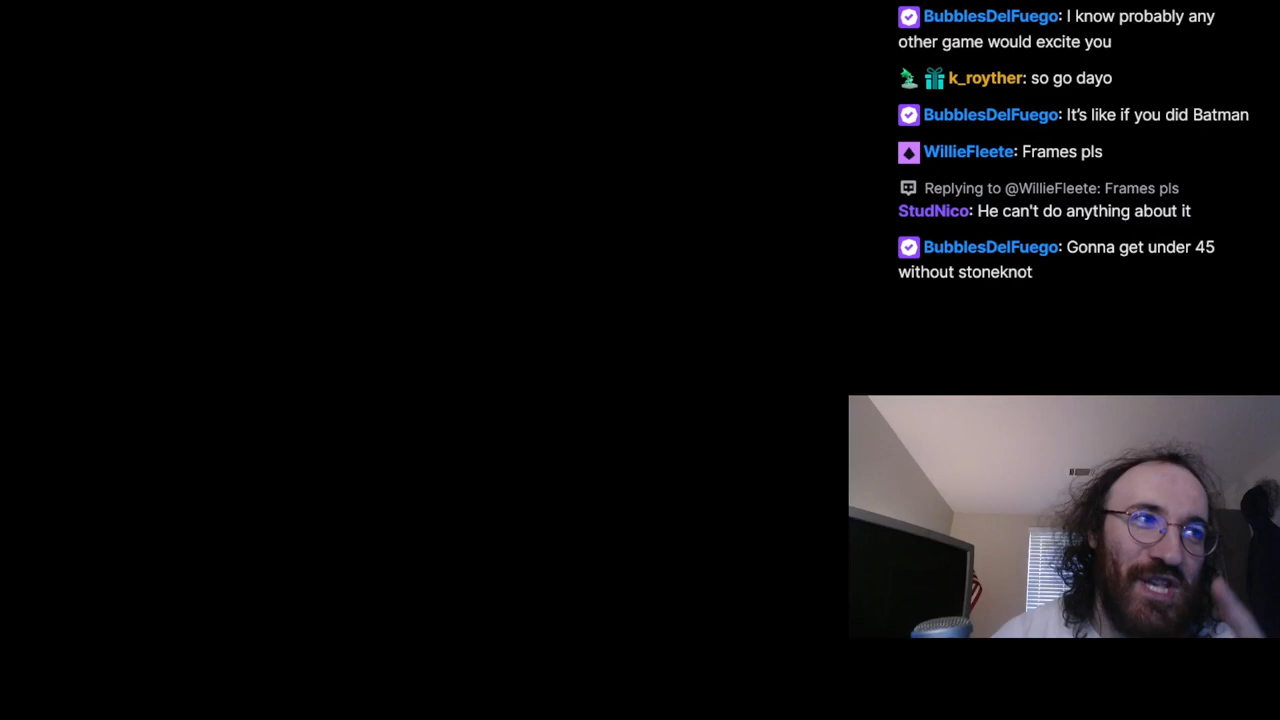 BubblesDelFuego: I know probably any
other game would excite you
k_royther: so go dayo
BubblesDelFuego: It's like if you did Batman
WillieFleete: Frames pls
Replying to @WillieFleete: Frames pls
StudNico: He can't do anything about it
BubblesDelFuego: Gonna get under 45
without stoneknot